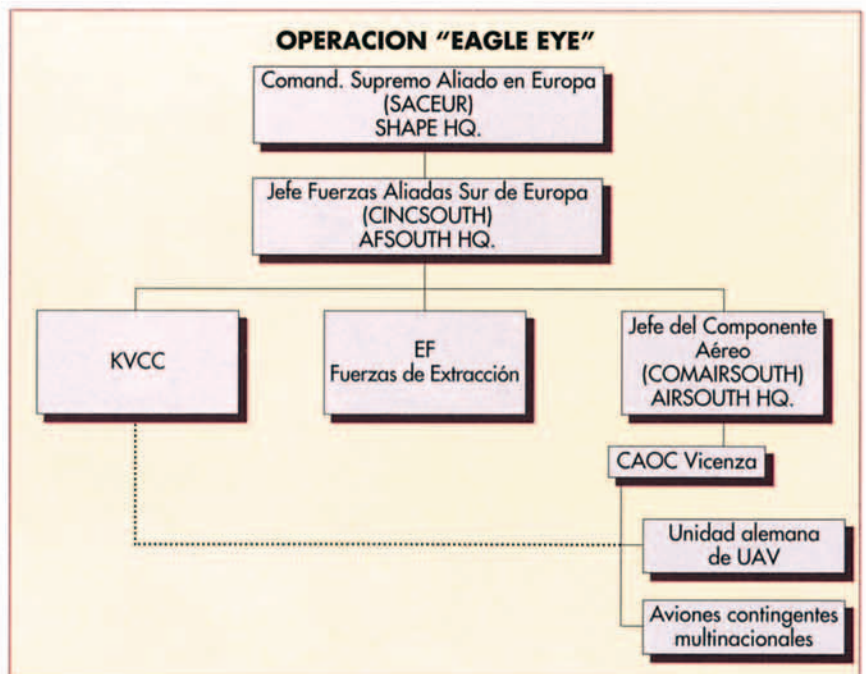 OPERACION "EAGLE EYE"
Comand. Supremo Aliado en Europa
(SACEUR)
SHAPE HQ.
Jefe Fuerzas Aliadas Sur de Europa
(CINCSOUTH)
AFSOUTH HQ.
KVCC
EF
Fuerzas de Extracción
Jefe del Componente
Aéreo
(COMAIRSOUTH)
AIRSOUTH HQ.
CAOC Vicenza
Unidad alemana
de UAV
Aviones contingentes
multinacionales